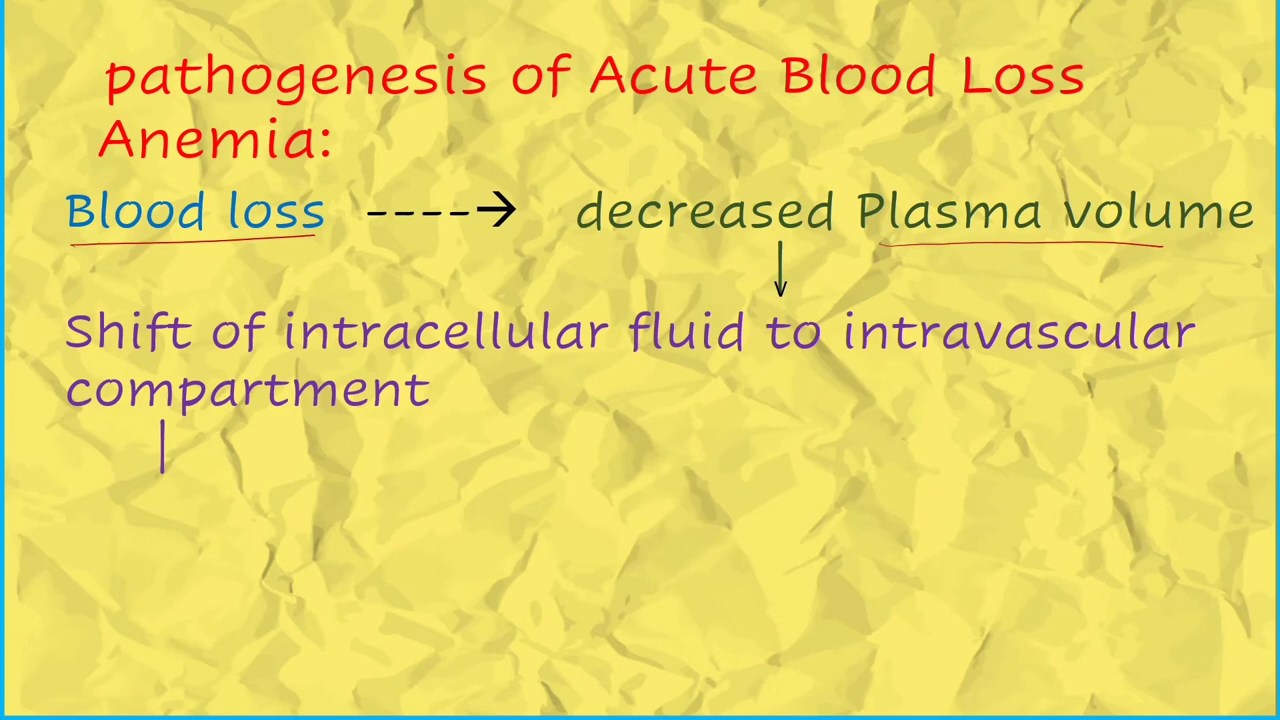 pathogenesis of Acute Blood Loss
Anemia:
Blood loss ----→ decreased Plasma volume
Shift of intracellular fluid to intravascular
compartment